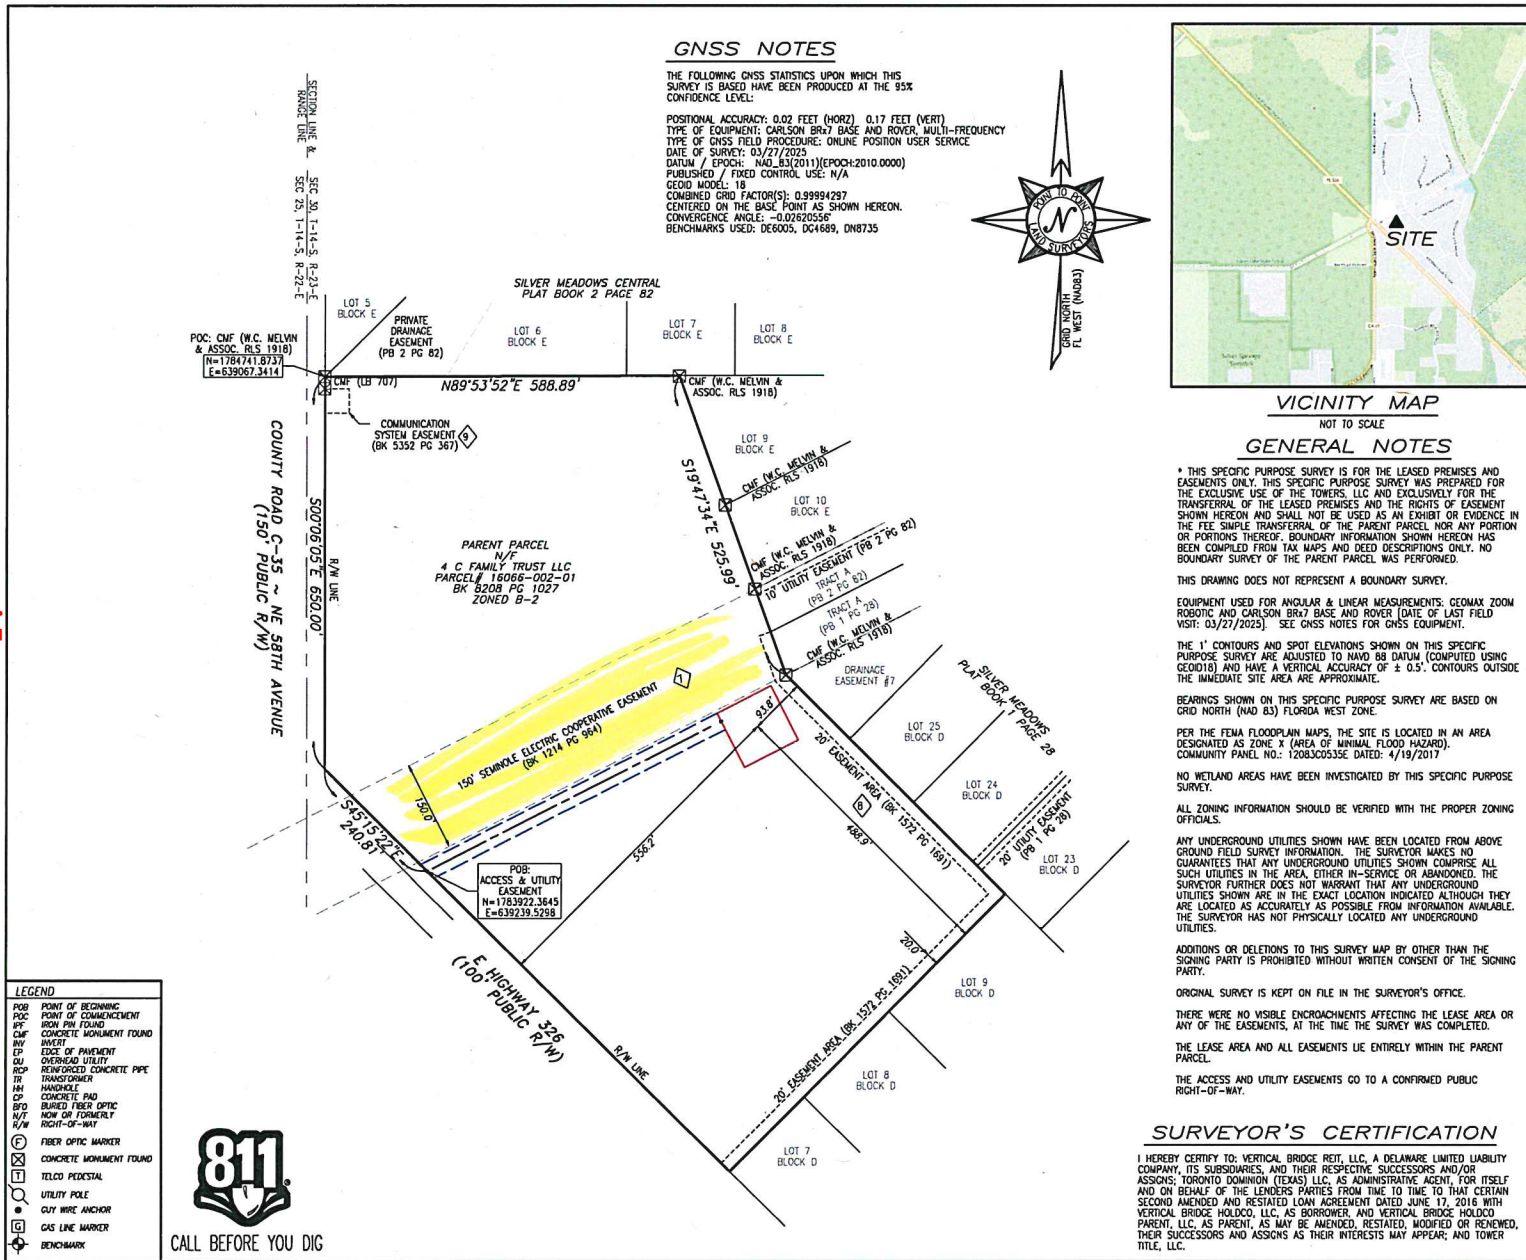 GNSS NOTES
THE FOLLOWING GNSS STATISTICS UPON WHICH THIS
SURVEY IS BASED HAVE BEEN PRODUCED AT THE 95%
CONFIDENCE LEVEL:
POSITIONAL ACCURACY: 0.02 FEET (HORZ) 0.17 FEET (VERT)
TYPE OF EQUIPMENT: CARLSON BRx7 BASE AND ROVER, MULTI-FREQUENCY
TYPE OF GNSS FIELD PROCEDURE: ONLINE POSITION USER SERVICE
DATE OF SURVEY: 03/27/2025
DATUM / EPOCH: NAD_83(2011)(EPOCH:2010.0000)
PUBLISHED / FIXED CONTROL USE: N/A
GEOID MODEL: 18
COMBINED GRID FACTOR(S): 0.99994297
CENTERED ON THE BASE POINT AS SHOWN HEREON.
CONVERGENCE ANGLE: -0.02620556°
BENCHMARKS USED: DE6005, DG4689, DN8735
POINT TO POINT
LAND SURVEYORS
N
GRID NORTH
FL WEST (NAD83)
SITE
VICINITY MAP
NOT TO SCALE
GENERAL NOTES
* THIS SPECIFIC PURPOSE SURVEY IS FOR THE LEASED PREMISES AND
EASEMENTS ONLY. THIS SPECIFIC PURPOSE SURVEY WAS PREPARED FOR
THE EXCLUSIVE USE OF THE TOWERS, LLC AND EXCLUSIVELY FOR THE
TRANSFERRAL OF THE LEASED PREMISES AND THE RIGHTS OF EASEMENT
SHOWN HEREON AND SHALL NOT BE USED AS AN EXHIBIT OR EVIDENCE IN
THE FEE SIMPLE TRANSFERRAL OF THE PARENT PARCEL NOR ANY PORTION
OR PORTIONS THEREOF. BOUNDARY INFORMATION SHOWN HEREON HAS
BEEN COMPILED FROM TAX MAPS AND DEED DESCRIPTIONS ONLY. NO
BOUNDARY SURVEY OF THE PARENT PARCEL WAS PERFORMED.
THIS DRAWING DOES NOT REPRESENT A BOUNDARY SURVEY.
EQUIPMENT USED FOR ANGULAR & LINEAR MEASUREMENTS: GEOMAX ZOOM
ROBOTIC AND CARLSON BRx7 BASE AND ROVER [DATE OF LAST FIELD
VISIT: 03/27/2025]. SEE GNSS NOTES FOR GNSS EQUIPMENT.
THE 1' CONTOURS AND SPOT ELEVATIONS SHOWN ON THIS SPECIFIC
PURPOSE SURVEY ARE ADJUSTED TO NAVD 88 DATUM (COMPUTED USING
GEOID18) AND HAVE A VERTICAL ACCURACY OF ± 0.5'. CONTOURS OUTSIDE
THE IMMEDIATE SITE AREA ARE APPROXIMATE.
BEARINGS SHOWN ON THIS SPECIFIC PURPOSE SURVEY ARE BASED ON
GRID NORTH (NAD 83) FLORIDA WEST ZONE.
PER THE FEMA FLOODPLAIN MAPS, THE SITE IS LOCATED IN AN AREA
DESIGNATED AS ZONE X (AREA OF MINIMAL FLOOD HAZARD).
COMMUNITY PANEL NO.: 12083C0535E DATED: 4/19/2017
NO WETLAND AREAS HAVE BEEN INVESTIGATED BY THIS SPECIFIC PURPOSE
SURVEY.
ALL ZONING INFORMATION SHOULD BE VERIFIED WITH THE PROPER ZONING
OFFICIALS.
ANY UNDERGROUND UTILITIES SHOWN HAVE BEEN LOCATED FROM ABOVE
GROUND FIELD SURVEY INFORMATION. THE SURVEYOR MAKES NO
GUARANTEES THAT ANY UNDERGROUND UTILITIES SHOWN COMPRISE ALL
SUCH UTILITIES IN THE AREA, EITHER IN-SERVICE OR ABANDONED. THE
SURVEYOR FURTHER DOES NOT WARRANT THAT ANY UNDERGROUND
UTILITIES SHOWN ARE IN THE EXACT LOCATION INDICATED ALTHOUGH THEY
ARE LOCATED AS ACCURATELY AS POSSIBLE FROM INFORMATION AVAILABLE.
THE SURVEYOR HAS NOT PHYSICALLY LOCATED ANY UNDERGROUND
UTILITIES.
ADDITIONS OR DELETIONS TO THIS SURVEY MAP BY OTHER THAN THE
SIGNING PARTY IS PROHIBITED WITHOUT WRITTEN CONSENT OF THE SIGNING
PARTY.
ORIGINAL SURVEY IS KEPT ON FILE IN THE SURVEYOR'S OFFICE.
THERE WERE NO VISIBLE ENCROACHMENTS AFFECTING THE LEASE AREA OR
ANY OF THE EASEMENTS, AT THE TIME THE SURVEY WAS COMPLETED.
THE LEASE AREA AND ALL EASEMENTS LIE ENTIRELY WITHIN THE PARENT
PARCEL.
THE ACCESS AND UTILITY EASEMENTS GO TO A CONFIRMED PUBLIC
RIGHT-OF-WAY.
SURVEYOR'S CERTIFICATION
I HEREBY CERTIFY TO: VERTICAL BRIDGE REIT, LLC, A DELAWARE LIMITED LIABILITY
COMPANY, ITS SUBSIDIARIES, AND THEIR RESPECTIVE SUCCESSORS AND/OR
ASSIGNS; TORONTO DOMINION (TEXAS) LLC, AS ADMINISTRATIVE AGENT, FOR ITSELF
AND ON BEHALF OF THE LENDERS PARTIES FROM TIME TO TIME TO THAT CERTAIN
SECOND AMENDED AND RESTATED LOAN AGREEMENT DATED JUNE 17, 2016 WITH
VERTICAL BRIDGE HOLDCO, LLC, AS BORROWER, AND VERTICAL BRIDGE HOLDCO
PARENT, LLC, AS PARENT, AS MAY BE AMENDED, RESTATED, MODIFIED OR RENEWED,
THEIR SUCCESSORS AND ASSIGNS AS THEIR INTERESTS MAY APPEAR; AND TOWER
TITLE, LLC.
SECTION LINE &
RANGE LINE
SEC 30, T-14-S, R-23-E
SEC 25, T-14-S, R-22-E
SILVER MEADOWS CENTRAL
PLAT BOOK 2 PAGE 82
LOT 5
BLOCK E
PRIVATE
DRAINAGE
EASEMENT
(PB 2 PG 82)
LOT 6
BLOCK E
LOT 7
BLOCK E
LOT 8
BLOCK E
POC: CMF (W.C. MELVIN
& ASSOC. RLS 1918)
N=1784741.8737
E=639067.3414
CMF (LB 707)
N89°53'52"E 588.89'
CMF (W.C. MELVIN &
ASSOC. RLS 1918)
COMMUNICATION
SYSTEM EASEMENT
(BK 5352 PG 367)
9
LOT 9
BLOCK E
S19°47'34"E 525.99'
CMF (W.C. MELVIN &
ASSOC. RLS 1918)
LOT 10
BLOCK E
COUNTY ROAD C-35 ~ NE 58TH AVENUE
(150' PUBLIC R/W)
S00°06'05"E 650.00'
R/W LINE
PARENT PARCEL
N/F
4 C FAMILY TRUST LLC
PARCEL# 16066-002-01
BK 8208 PG 1027
ZONED B-2
CMF (W.C. MELVIN &
ASSOC. RLS 1918)
10' UTILITY EASEMENT (PB 2 PG 82)
TRACT A
(PB 2 PG 82)
TRACT A
(PB 1 PG 28)
CMF (W.C. MELVIN &
ASSOC. RLS 1918)
DRAINAGE
EASEMENT #7
SILVER MEADOWS
PLAT BOOK 1 PAGE 28
1
150' SEMINOLE ELECTRIC COOPERATIVE EASEMENT
(BK 1214 PG 964)
150.0'
93.8'
LOT 25
BLOCK D
20' EASEMENT AREA (BK 1572 PG 1691)
8
LOT 24
BLOCK D
20' UTILITY EASEMENT
(PB 1 PG 28)
LOT 23
BLOCK D
488.9'
556.2'
S45°15'22"E
240.81'
POB:
ACCESS & UTILITY
EASEMENT
N=1783922.3645
E=639239.5298
E HIGHWAY 326
(100' PUBLIC R/W)
R/W LINE
20.0'
20' EASEMENT AREA (BK 1572 PG 1691)
LOT 9
BLOCK D
LOT 8
BLOCK D
LOT 7
BLOCK D
LEGEND
POB POINT OF BEGINNING
POC POINT OF COMMENCEMENT
IPF IRON PIN FOUND
CMF CONCRETE MONUMENT FOUND
INV INVERT
EP EDGE OF PAVEMENT
OU OVERHEAD UTILITY
RCP REINFORCED CONCRETE PIPE
TR TRANSFORMER
HH HANDHOLE
CP CONCRETE PAD
BFO BURIED FIBER OPTIC
N/F NOW OR FORMERLY
R/W RIGHT-OF-WAY
F FIBER OPTIC MARKER
CONCRETE MONUMENT FOUND
T TELCO PEDESTAL
UTILITY POLE
GUY WIRE ANCHOR
G GAS LINE MARKER
BENCHMARK
811
CALL BEFORE YOU DIG